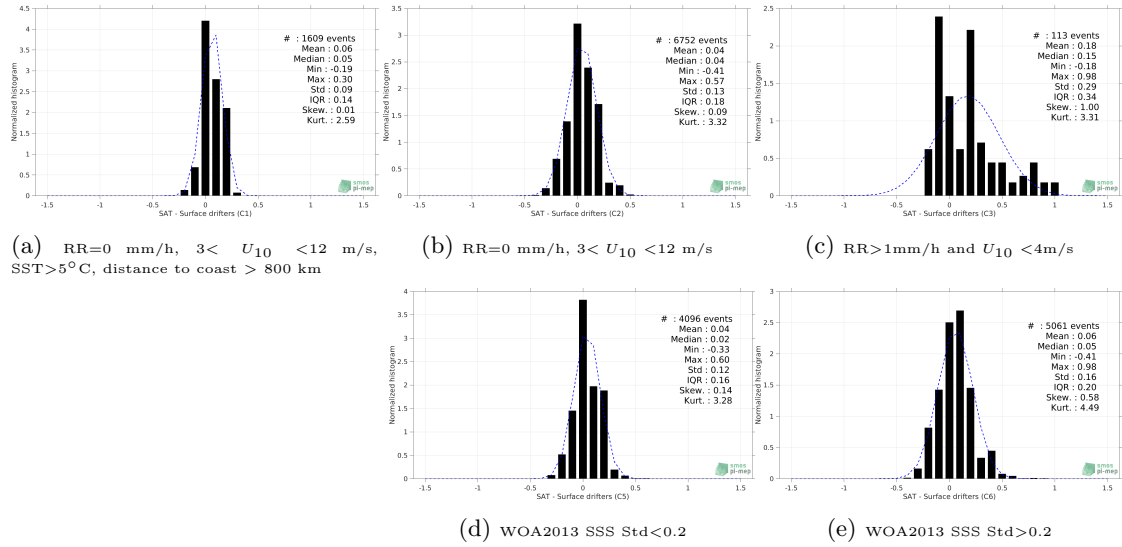 4.5
4
3.5
3
2.5
2
1.5
1
0.5
0
Normalized histogram
# : 1609 events
Mean : 0.06
Median : 0.05
Min : -0.19
Max : 0.30
Std : 0.09
IQR : 0.14
Skew. : 0.01
Kurt. : 2.59
smos
pi-mep
-1.5 -1 -0.5 0 0.5 1 1.5
SAT - Surface drifters (C1)
(a) RR=0 mm/h, 3< U10 <12 m/s,
SST>5°C, distance to coast > 800 km
3.5
3
2.5
2
1.5
1
0.5
0
Normalized histogram
# : 6752 events
Mean : 0.04
Median : 0.04
Min : -0.41
Max : 0.57
Std : 0.13
IQR : 0.18
Skew. : 0.09
Kurt. : 3.32
smos
pi-mep
-1.5 -1 -0.5 0 0.5 1 1.5
SAT - Surface drifters (C2)
(b) RR=0 mm/h, 3< U10 <12 m/s
2.5
2
1.5
1
0.5
0
Normalized histogram
# : 113 events
Mean : 0.18
Median : 0.15
Min : -0.18
Max : 0.98
Std : 0.29
IQR : 0.34
Skew. : 1.00
Kurt. : 3.31
smos
pi-mep
-1.5 -1 -0.5 0 0.5 1 1.5
SAT - Surface drifters (C3)
(c) RR>1mm/h and U10 <4m/s
4
3.5
3
2.5
2
1.5
1
0.5
0
Normalized histogram
# : 4096 events
Mean : 0.04
Median : 0.02
Min : -0.33
Max : 0.60
Std : 0.12
IQR : 0.16
Skew. : 0.14
Kurt. : 3.28
smos
pi-mep
-1.5 -1 -0.5 0 0.5 1 1.5
SAT - Surface drifters (C5)
(d) WOA2013 SSS Std<0.2
3
2.5
2
1.5
1
0.5
0
Normalized histogram
# : 5061 events
Mean : 0.06
Median : 0.05
Min : -0.41
Max : 0.98
Std : 0.16
IQR : 0.20
Skew. : 0.58
Kurt. : 4.49
smos
pi-mep
-1.5 -1 -0.5 0 0.5 1 1.5
SAT - Surface drifters (C6)
(e) WOA2013 SSS Std>0.2